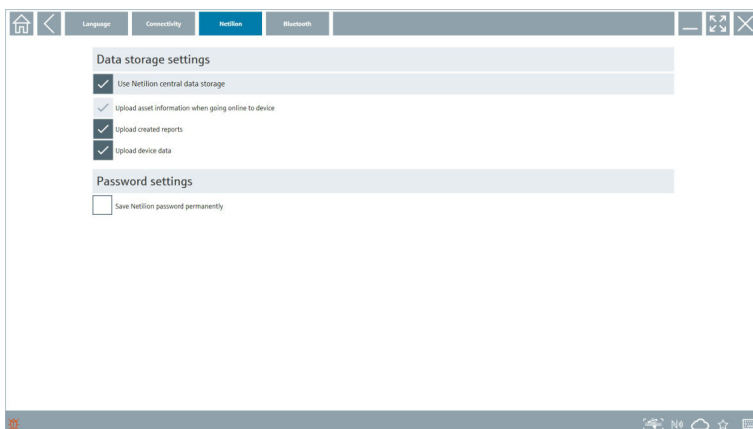 Language Connectivity Netilion Bluetooth
Data storage settings
Use Netilion central data storage
Upload asset information when going online to device
Upload created reports
Upload device data
Password settings
Save Netilion password permanently